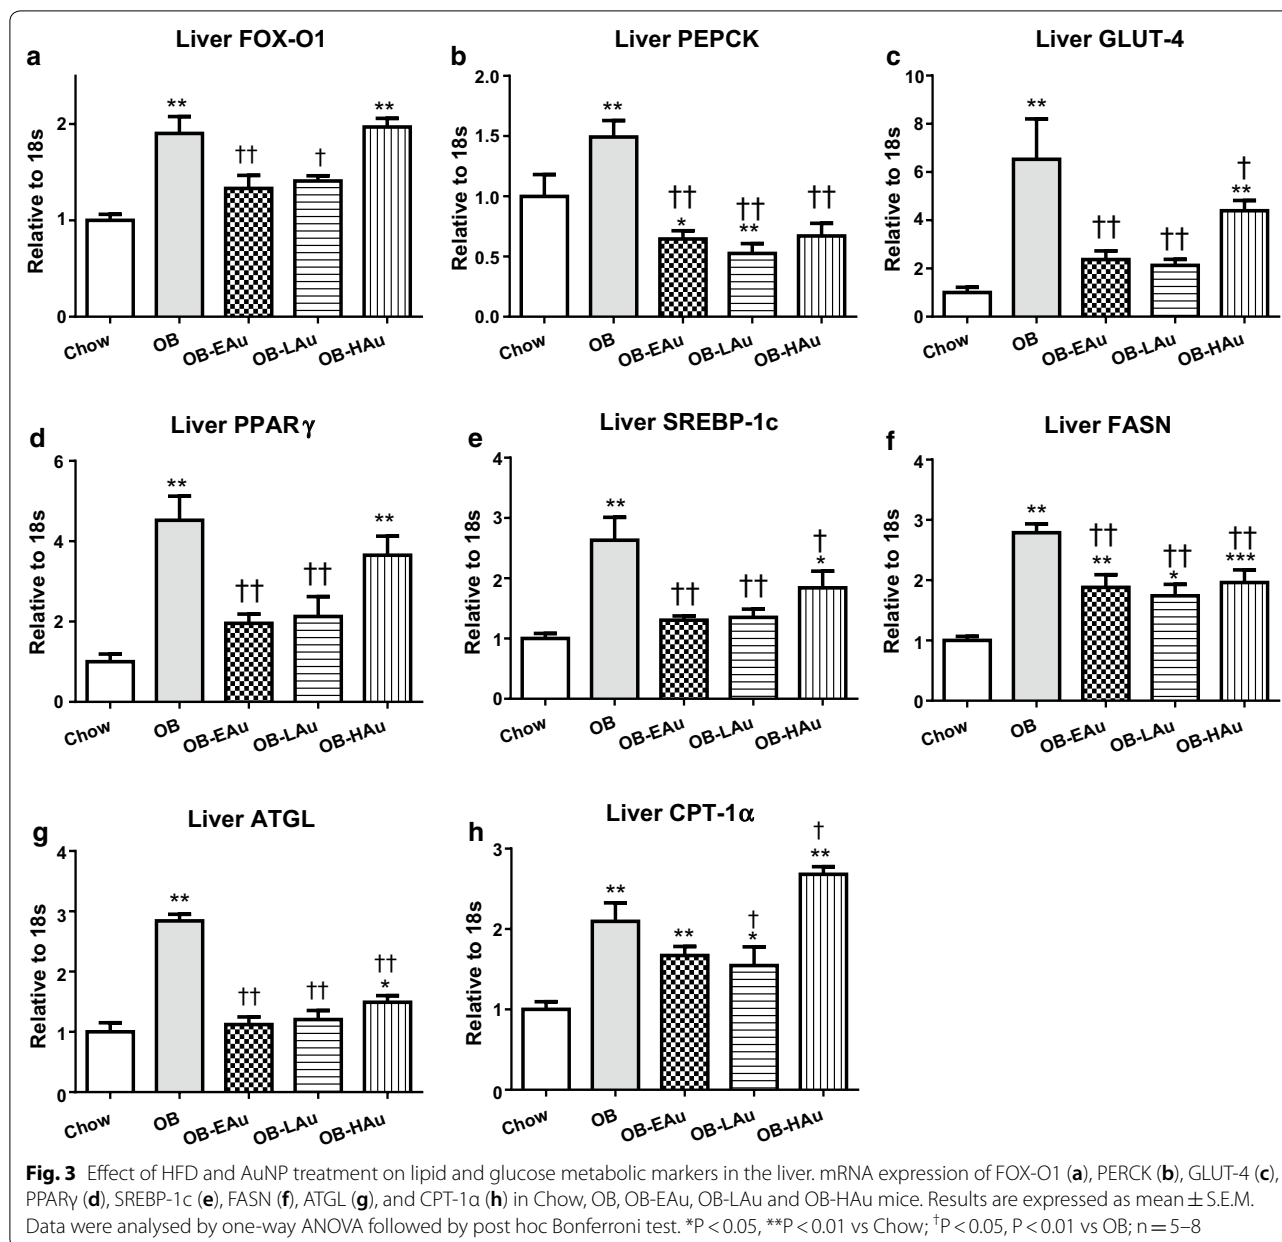 a
Liver FOX-O1
Relative to 18s
2
1
0
**
††
†
**
Chow
OB
OB-EAu
OB-LAu
OB-HAu
b
Liver PEPCK
Relative to 18s
2.0
1.5
1.0
0.5
0.0
**
††
*
††
**
††
Chow
OB
OB-EAu
OB-LAu
OB-HAu
c
Liver GLUT-4
Relative to 18s
10
8
6
4
2
0
**
††
††
†
**
Chow
OB
OB-EAu
OB-LAu
OB-HAu
d
Liver PPARγ
Relative to 18s
6
4
2
0
**
††
††
**
Chow
OB
OB-EAu
OB-LAu
OB-HAu
e
Liver SREBP-1c
Relative to 18s
4
3
2
1
0
**
††
††
†
*
Chow
OB
OB-EAu
OB-LAu
OB-HAu
f
Liver FASN
Relative to 18s
4
3
2
1
0
**
††
**
††
*
††
***
Chow
OB
OB-EAu
OB-LAu
OB-HAu
g
Liver ATGL
Relative to 18s
4
3
2
1
0
**
††
††
††
*
Chow
OB
OB-EAu
OB-LAu
OB-HAu
h
Liver CPT-1α
Relative to 18s
3
2
1
0
**
**
†
*
†
**
Chow
OB
OB-EAu
OB-LAu
OB-HAu
Fig. 3 Effect of HFD and AuNP treatment on lipid and glucose metabolic markers in the liver. mRNA expression of FOX-O1 (a), PERCK (b), GLUT-4 (c),
PPARγ (d), SREBP-1c (e), FASN (f), ATGL (g), and CPT-1α (h) in Chow, OB, OB-EAu, OB-LAu and OB-HAu mice. Results are expressed as mean ± S.E.M.
Data were analysed by one-way ANOVA followed by post hoc Bonferroni test. *P < 0.05, **P < 0.01 vs Chow; †P < 0.05, P < 0.01 vs OB; n = 5–8